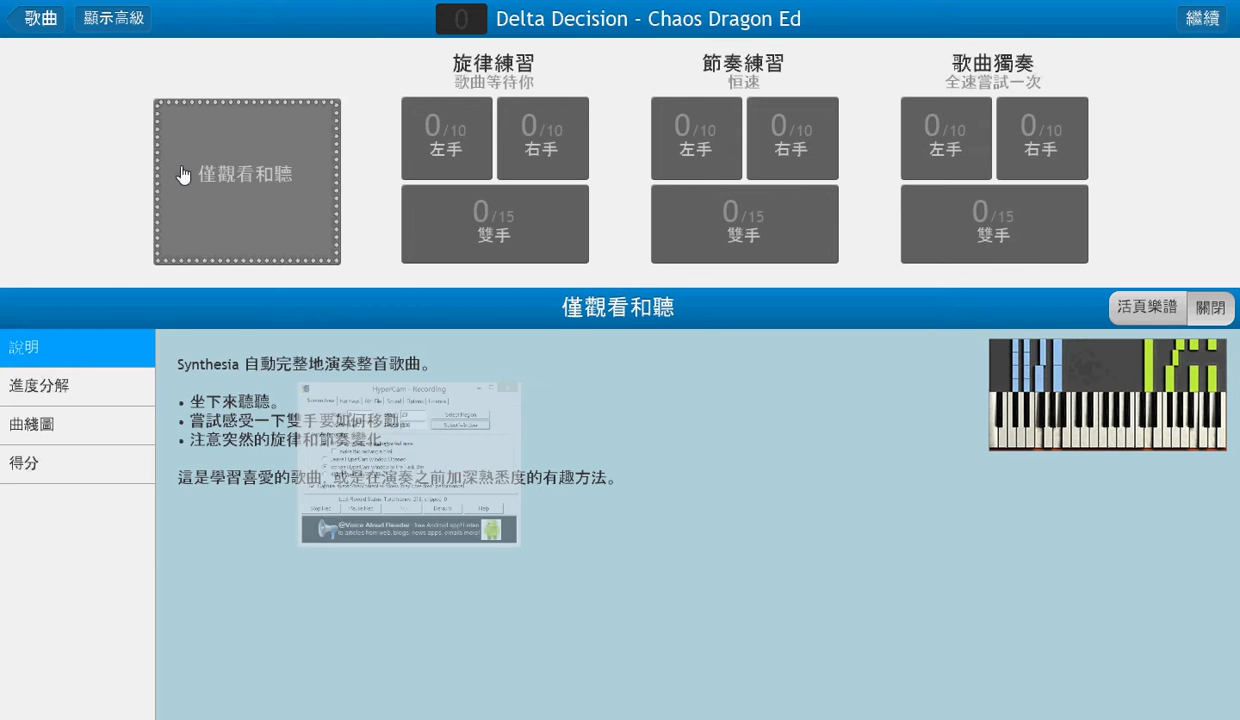 歌曲
顯示高級
0
Delta Decision - Chaos Dragon Ed
繼續
旋律練習
歌曲等待你
節奏練習
恒速
歌曲獨奏
全速嘗試一次
僅觀看和聽
0/10
左手
0/10
右手
0/15
雙手
0/10
左手
0/10
右手
0/15
雙手
0/10
左手
0/10
右手
0/15
雙手
僅觀看和聽
活頁樂譜
關閉
說明
進度分解
曲綫圖
得分
Synthesia 自動完整地演奏整首歌曲。
• 坐下來聽聽。
• 嘗試感受一下雙手要如何移動。
• 注意突然的旋律和節奏變化。
這是學習喜愛的歌曲, 或是在演奏之前加深熟悉度的有趣方法。
HyperCam - Recording
Select Region
Select Window
Defaults
Help